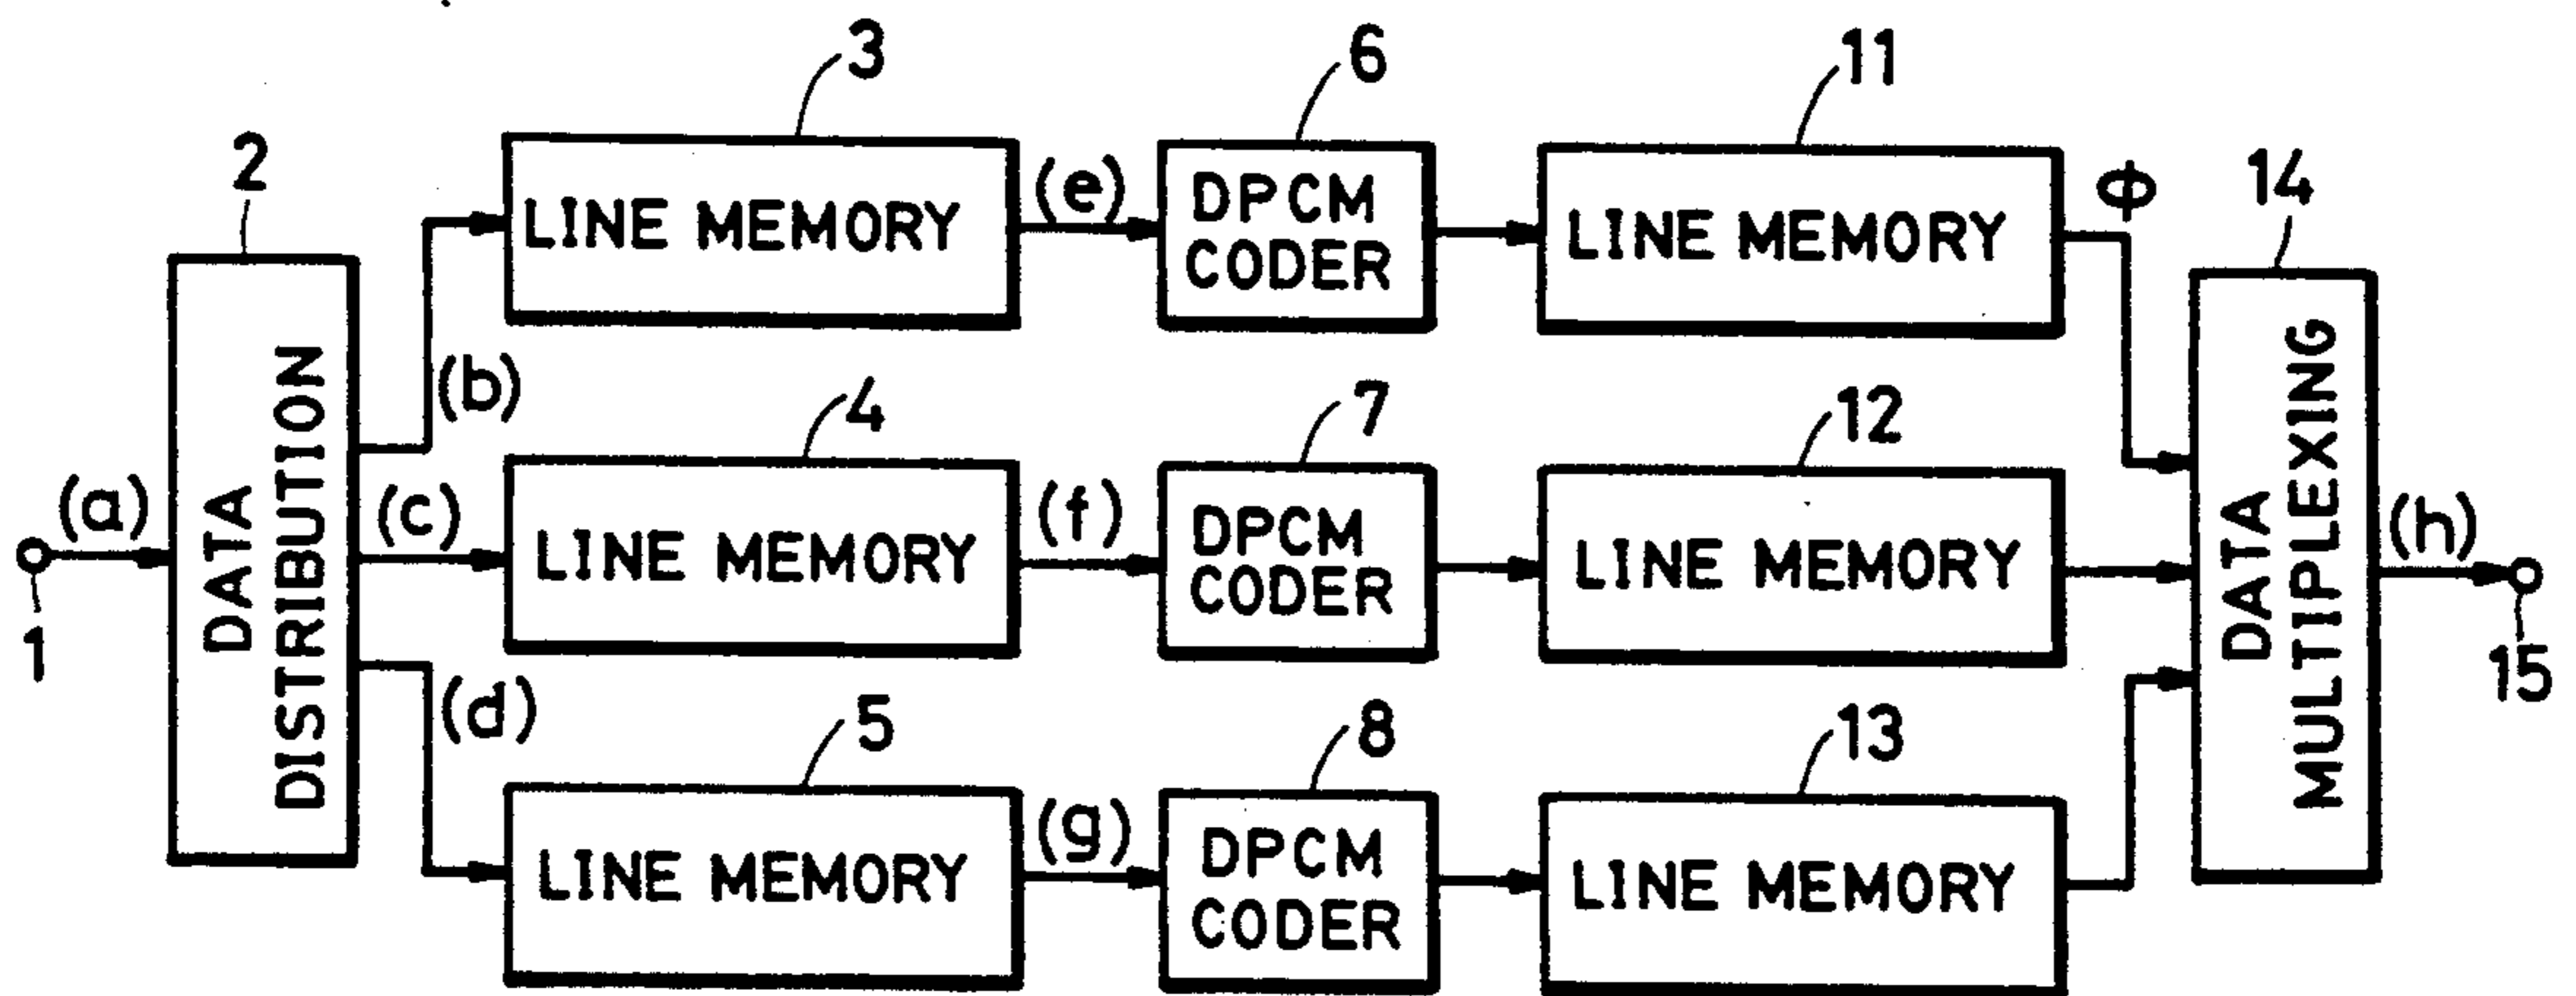 3
6
11
2
LINE MEMORY
(e)
DPCM
CODER
LINE MEMORY
ф
14
(b)
4
7
12
(a)
DATA
DISTRIBUTION
(c)
LINE MEMORY
(f)
DPCM
CODER
LINE MEMORY
DATA
MULTIPLEXING
(h)
1
15
(d)
5
8
13
LINE MEMORY
(g)
DPCM
CODER
LINE MEMORY